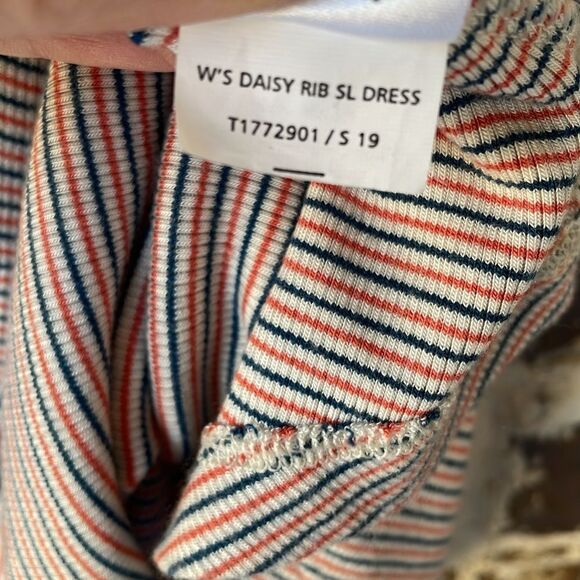 W'S DAISY RIB SL DRESS
T1772901 / S 19